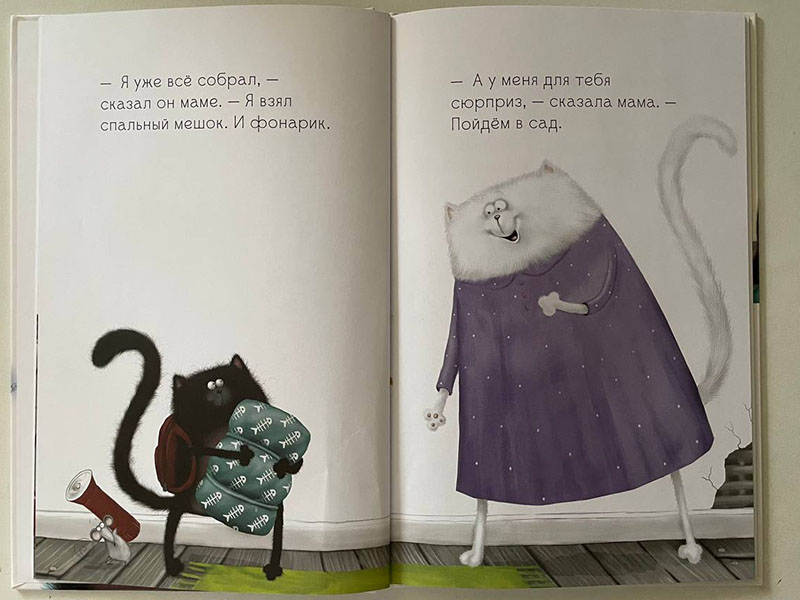 — Я уже всё собрал, —
сказал он маме. — Я взял
спальный мешок. И фонарик.
— А у меня для тебя
сюрприз, — сказала мама. —
Пойдём в сад.